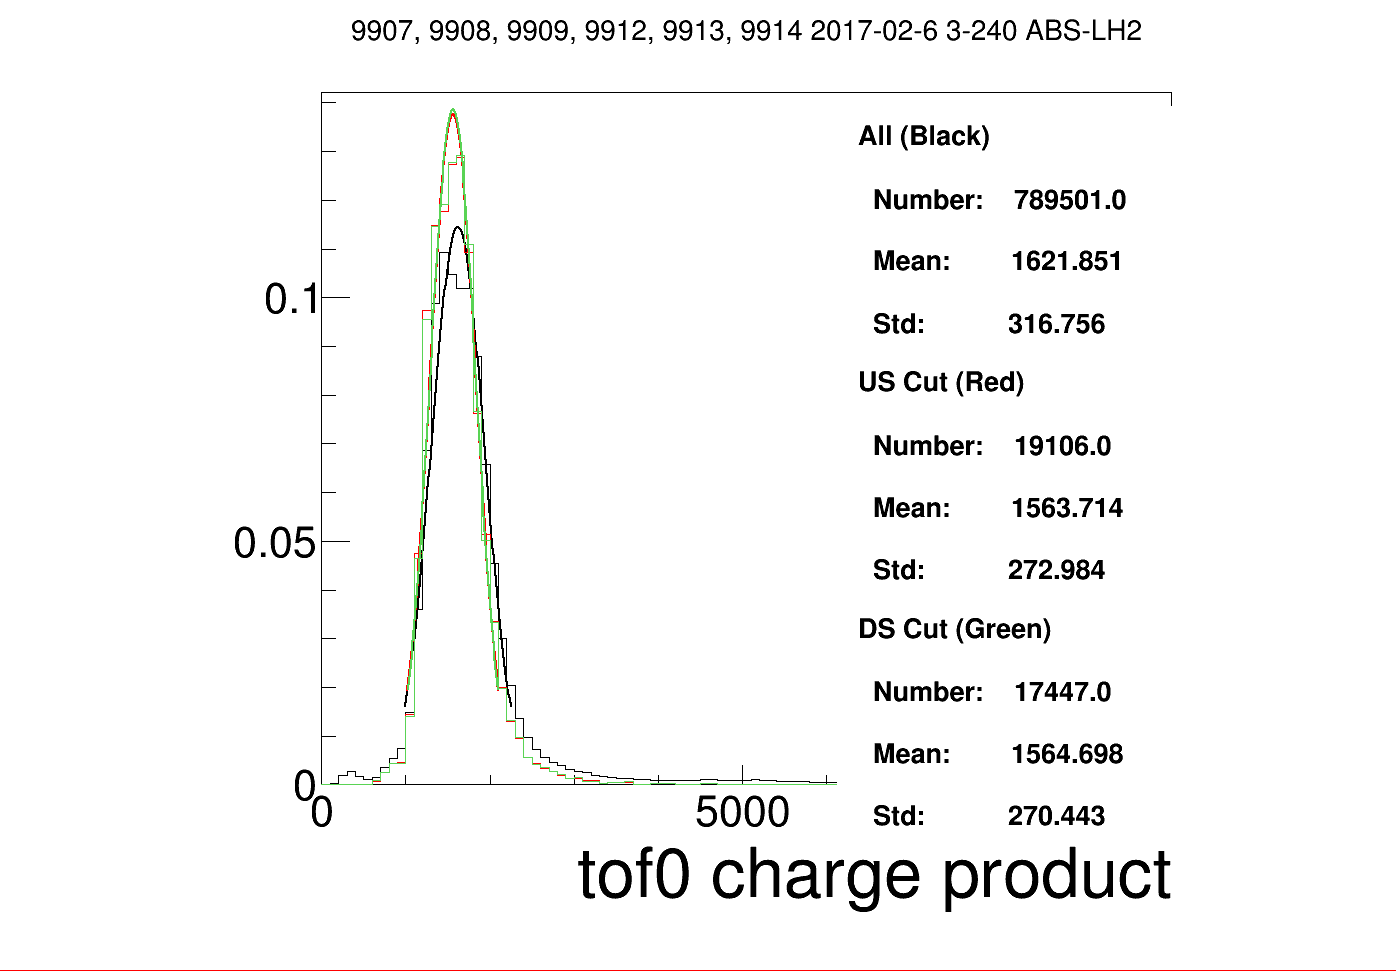 9907, 9908, 9909, 9912, 9913, 9914 2017-02-6 3-240 ABS-LH2
All (Black)
Number: 789501.0
Mean: 1621.851
Std: 316.756
US Cut (Red)
Number: 19106.0
Mean: 1563.714
Std: 272.984
DS Cut (Green)
Number: 17447.0
Mean: 1564.698
Std: 270.443
0.1
0.05
0
0 5000
tof0 charge product